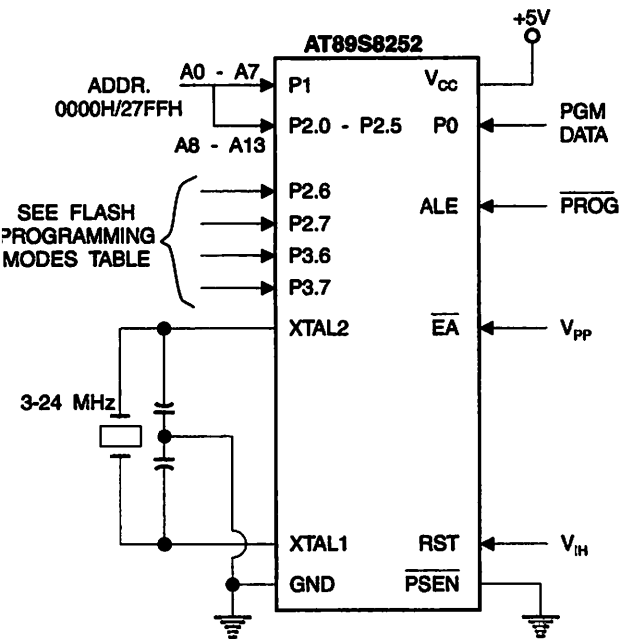 +5V
AT89S8252
ADDR.
0000H/27FFH
A0 - A7
P1
VCC
A8 - A13
P2.0 - P2.5
P0
PGM
DATA
SEE FLASH
PROGRAMMING
MODES TABLE
P2.6
P2.7
P3.6
P3.7
ALE
PROG
XTAL2
EA
VPP
3-24 MHz
XTAL1
RST
VIH
GND
PSEN